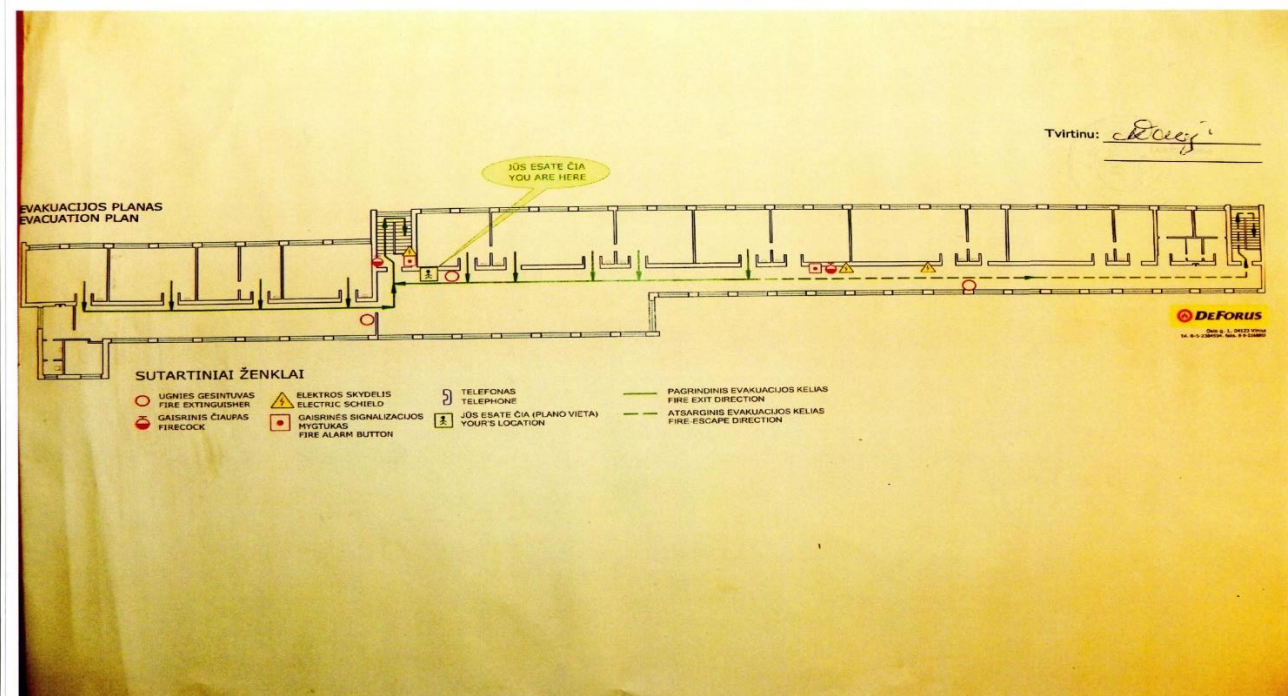 Tvirtinu:
JŪS ESATE ČIA
YOU ARE HERE
EVAKUACIJOS PLANAS
EVACUATION PLAN
DEFORUS
SUTARTINIAI ŽENKLAI
UGNIES GESINTUVAS
FIRE EXTINGUISHER
GAISRINIS ČIAUPAS
FIRECOCK
ELEKTROS SKYDELIS
ELECTRIC SCHIELD
GAISRINĖS SIGNALIZACIJOS
MYGTUKAS
FIRE ALARM BUTTON
TELEFONAS
TELEPHONE
JŪS ESATE ČIA (PLANO VIETA)
YOUR'S LOCATION
PAGRINDINIS EVAKUACIJOS KELIAS
FIRE EXIT DIRECTION
ATSARGINIS EVAKUACIJOS KELIAS
FIRE-ESCAPE DIRECTION